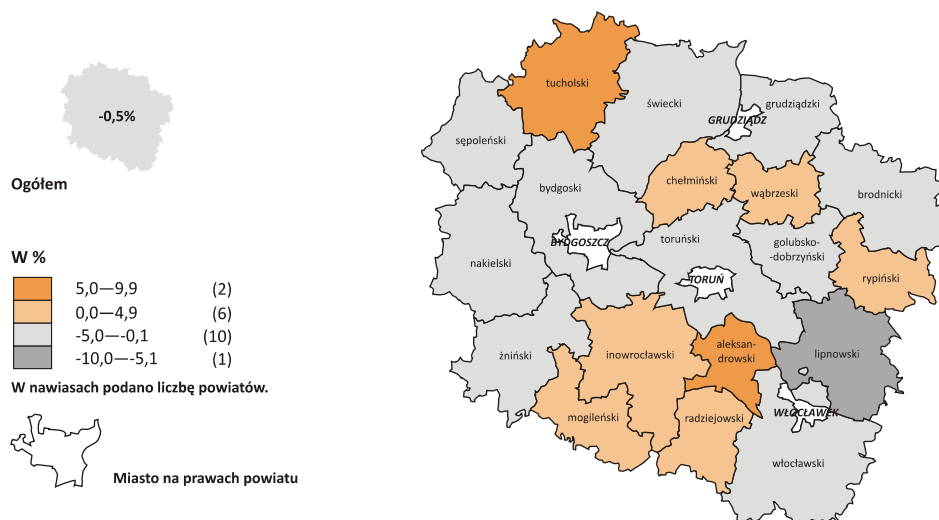 -0,5%
Ogółem
W %
5,0—9,9 (2)
0,0—4,9 (6)
-5,0—-0,1 (10)
-10,0—-5,1 (1)
W nawiasach podano liczbę powiatów.
Miasto na prawach powiatu
tucholski
świecki
grudziądzki
GRUDZIĄDZ
sępoleński
chełmiński
wąbrzeski
brodnicki
bydgoski
BYDGOSZCZ
toruński
golubsko-
-dobrzyński
nakielski
TORUŃ
rypiński
żniński
inowrocławski
aleksan-
drowski
lipnowski
mogileński
radziejowski
WŁOCŁAWEK
włocławski